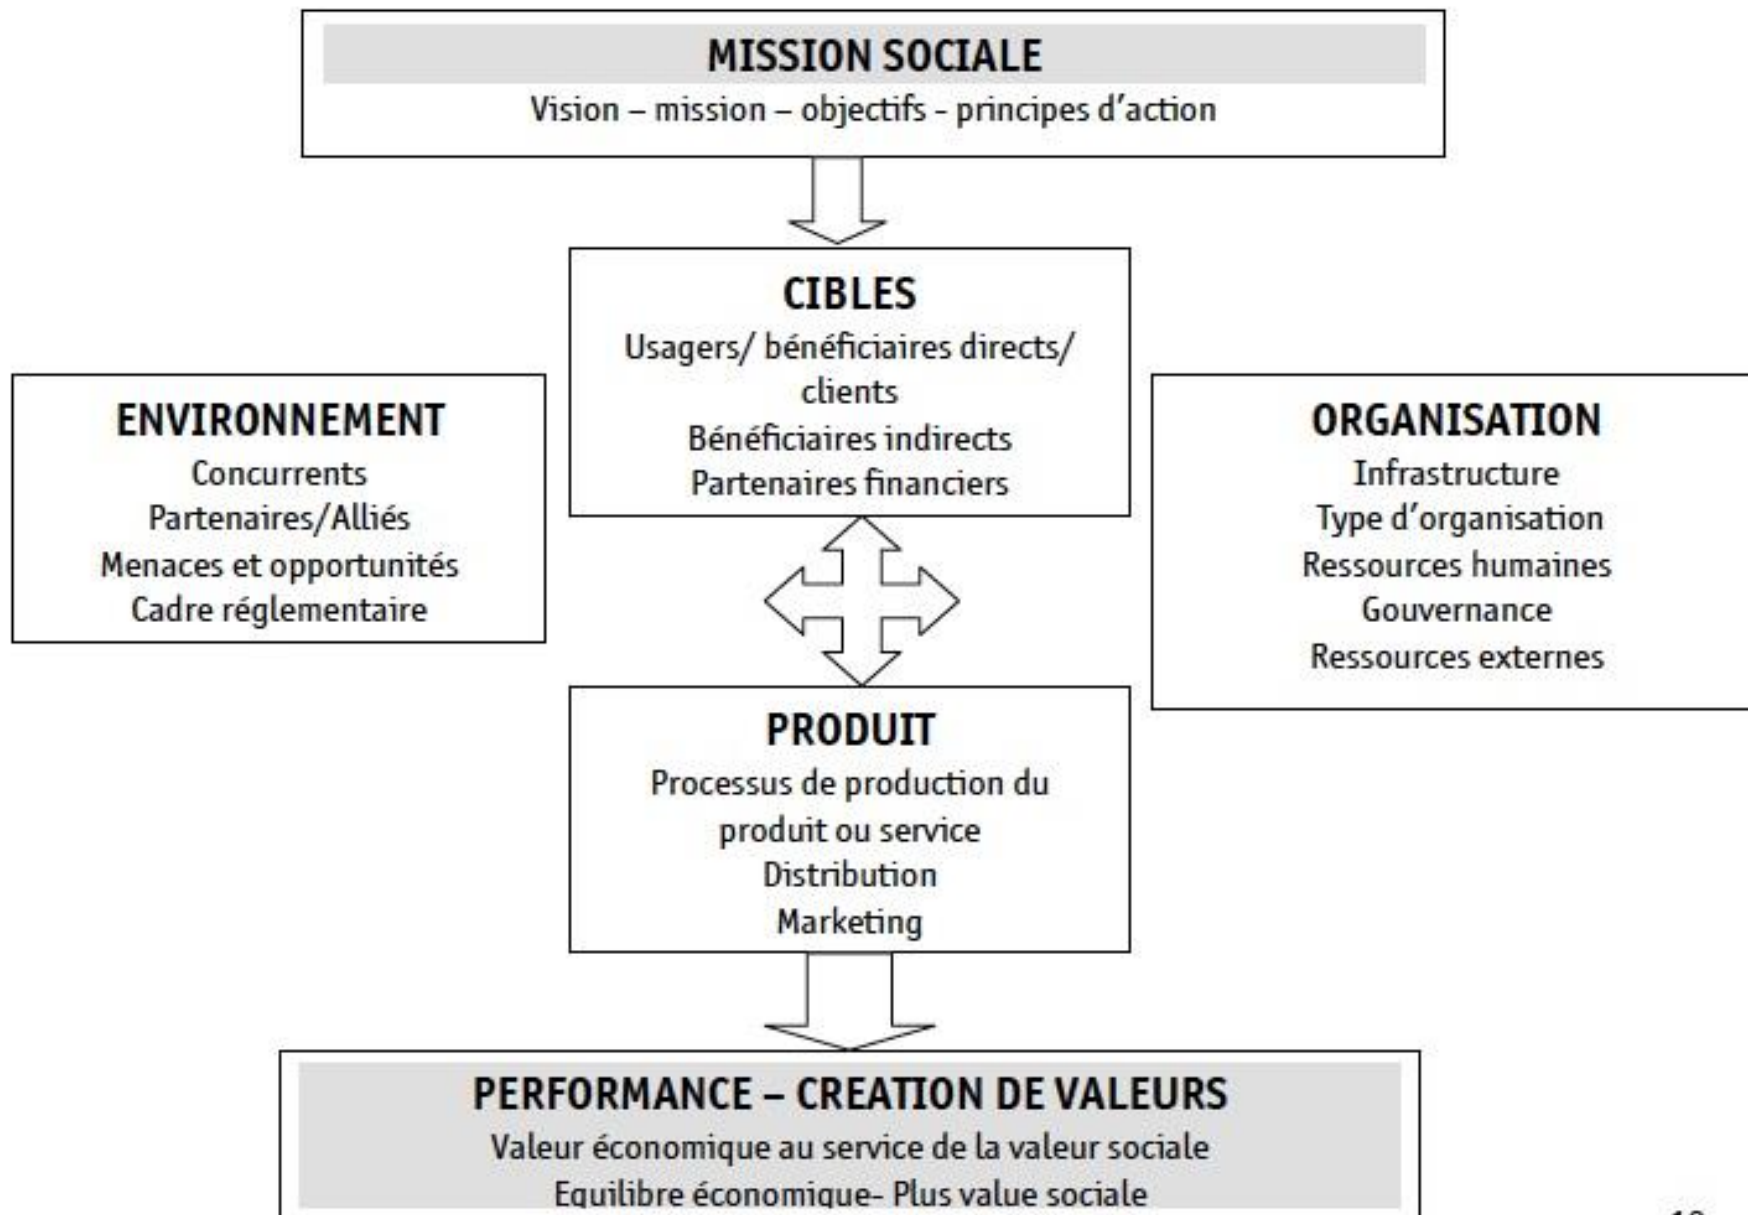 MISSION SOCIALE
Vision – mission – objectifs - principes d'action
CIBLES
Usagers/ bénéficiaires directs/
clients
Bénéficiaires indirects
Partenaires financiers
ENVIRONNEMENT
Concurrents
Partenaires/Alliés
Menaces et opportunités
Cadre réglementaire
ORGANISATION
Infrastructure
Type d'organisation
Ressources humaines
Gouvernance
Ressources externes
PRODUIT
Processus de production du
produit ou service
Distribution
Marketing
PERFORMANCE – CREATION DE VALEURS
Valeur économique au service de la valeur sociale
Equilibre économique- Plus value sociale